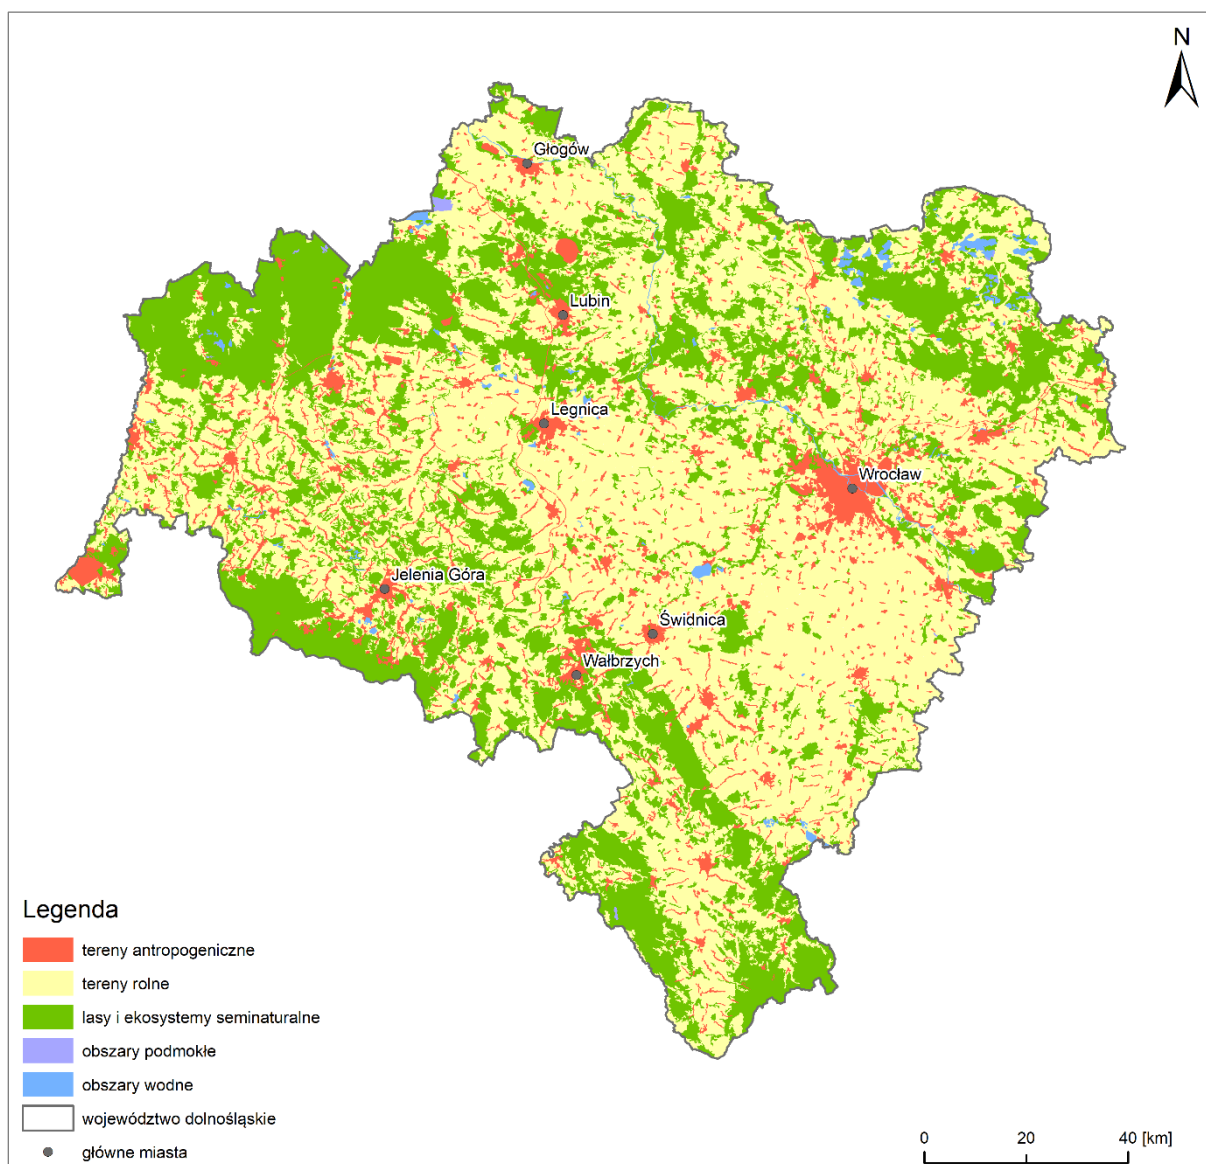 N
Głogów
Lubin
Legnica
Wrocław
Jelenia Góra
Świdnica
Wałbrzych
Legenda
tereny antropogeniczne
tereny rolne
lasy i ekosystemy seminaturalne
obszary podmokłe
obszary wodne
województwo dolnośląskie
główne miasta
0 20 40 [km]